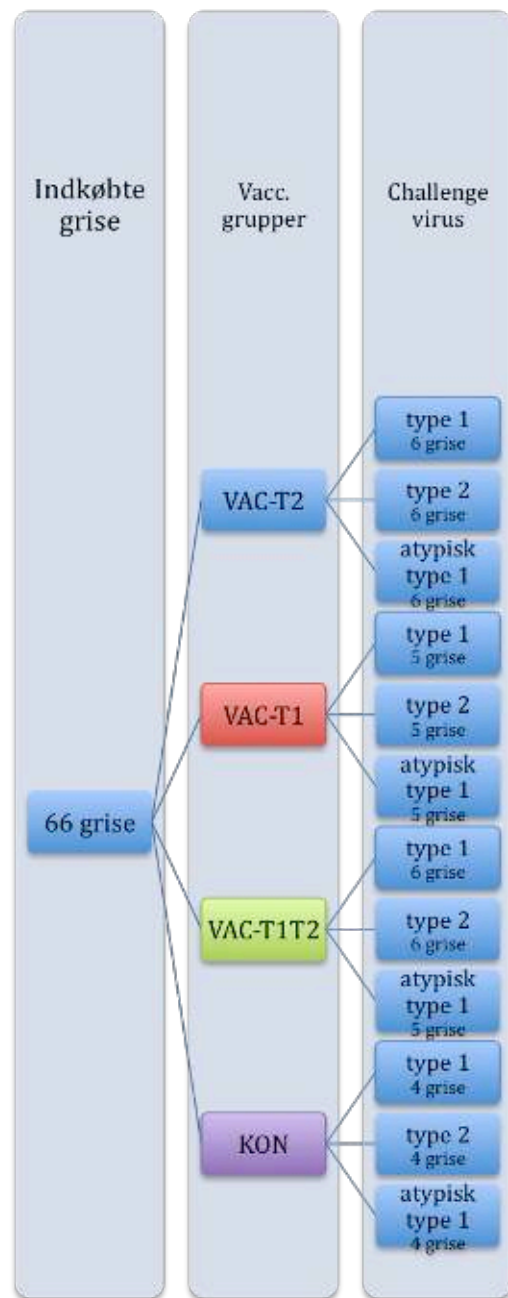 Indkøbte
grise
Vacc.
grupper
Challenge
virus
66 grise
VAC-T2
VAC-T1
VAC-T1T2
KON
type 1
6 grise
type 2
6 grise
atypisk
type 1
6 grise
type 1
5 grise
type 2
5 grise
atypisk
type 1
5 grise
type 1
6 grise
type 2
6 grise
atypisk
type 1
5 grise
type 1
4 grise
type 2
4 grise
atypisk
type 1
4 grise